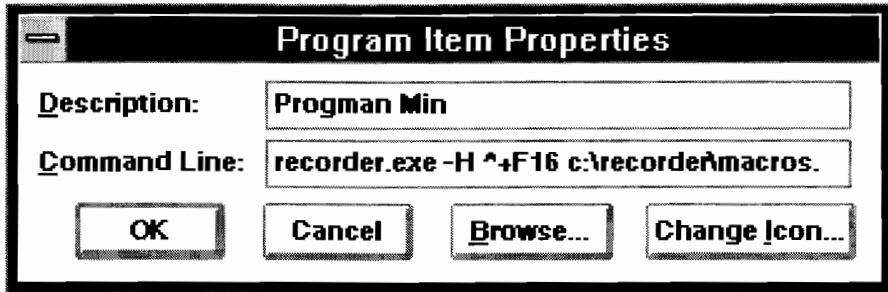 Program Item Properties
Description: Progman Min
Command Line: recorder.exe -H ^+F16 c:\recorder\macros.
OK Cancel Browse... Change Icon...